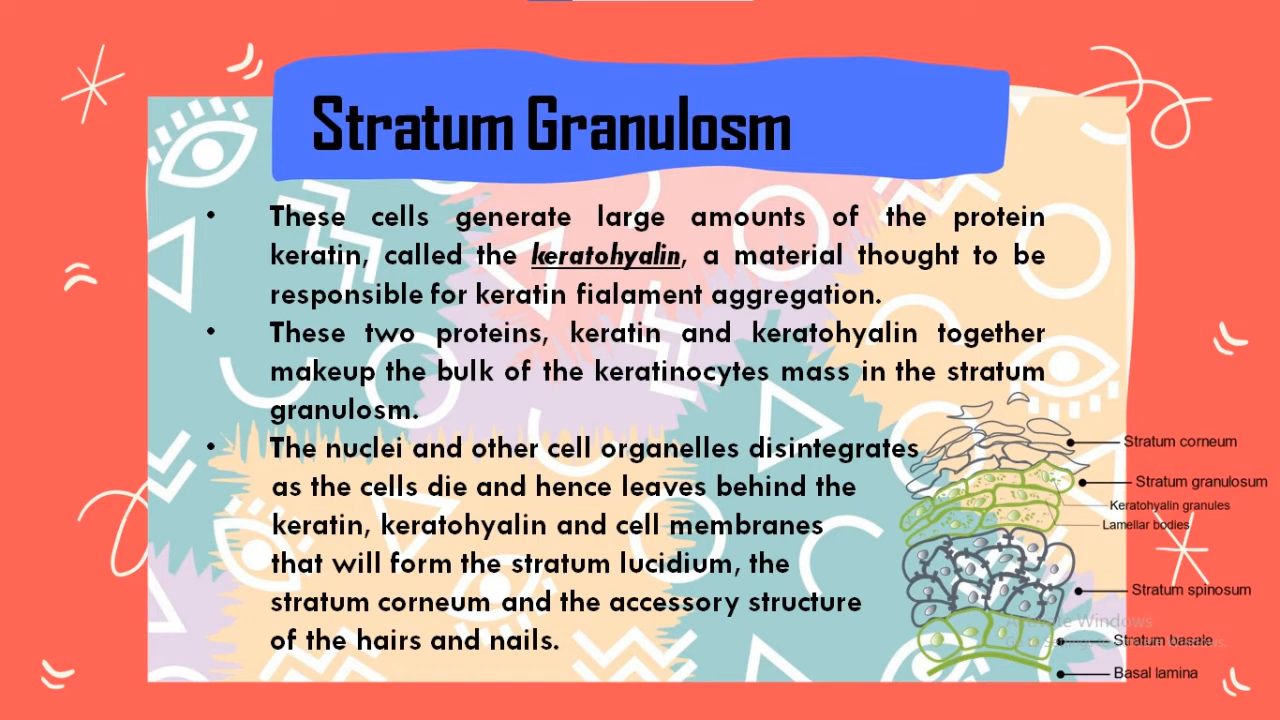 Stratum Granulosm
• These cells generate large amounts of the protein
keratin, called the keratohyalin, a material thought to be
responsible for keratin fialament aggregation.
• These two proteins, keratin and keratohyalin together
makeup the bulk of the keratinocytes mass in the stratum
granulosm.
• The nuclei and other cell organelles disintegrates
as the cells die and hence leaves behind the
keratin, keratohyalin and cell membranes
that will form the stratum lucidium, the
stratum corneum and the accessory structure
of the hairs and nails.
Stratum corneum
Stratum granulosum
Keratohyalin granules
Lamellar bodies
Stratum spinosum
Activate Windows
Stratum basale
Basal lamina